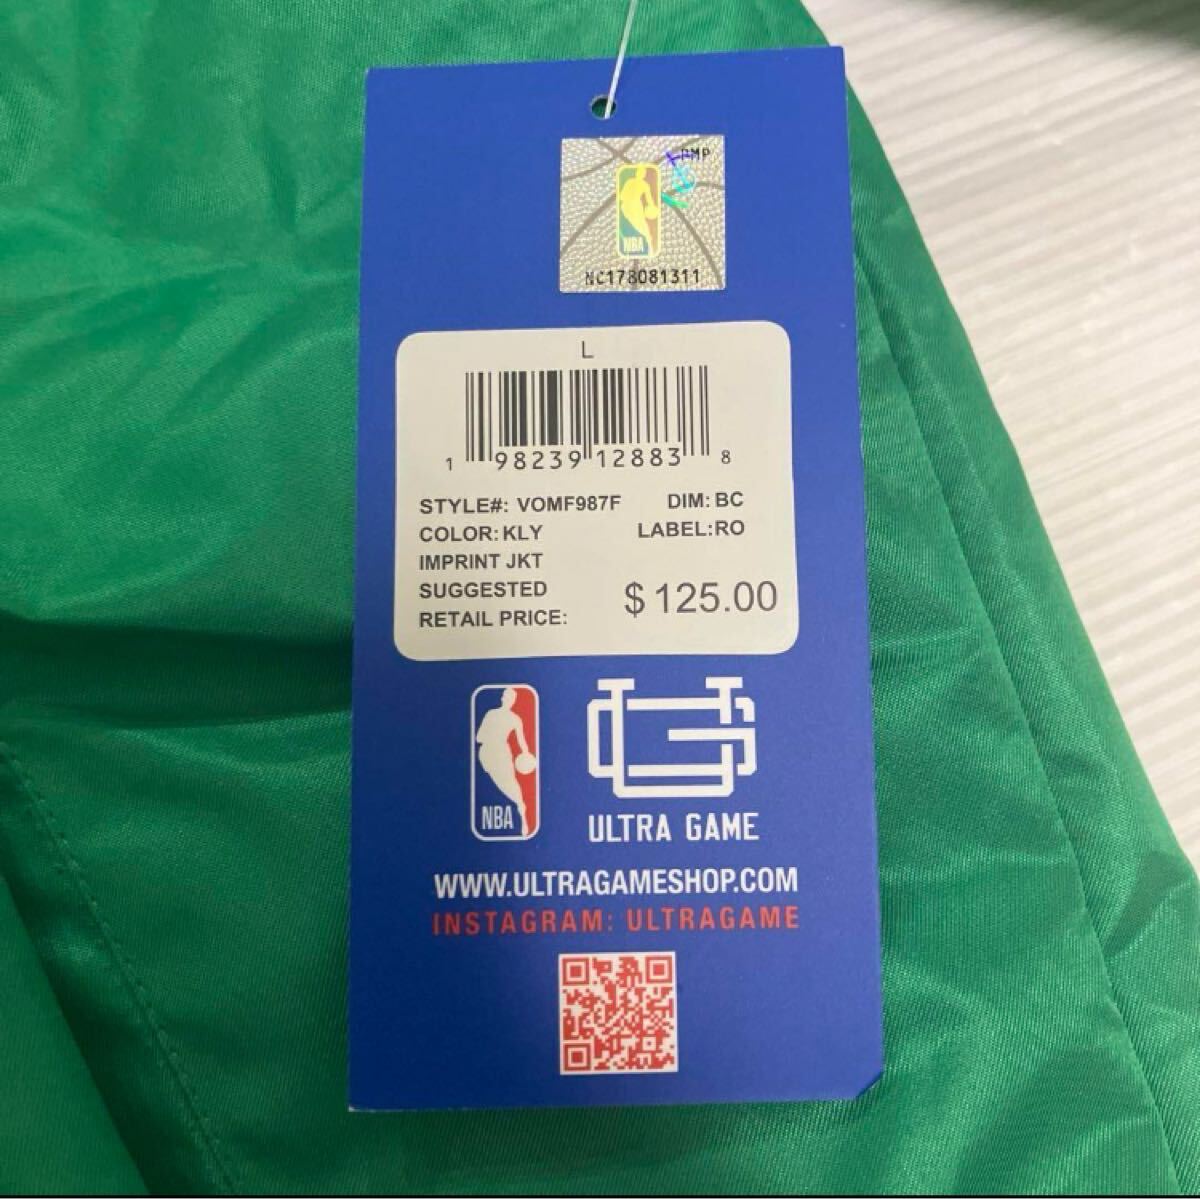 RMP
NBA
NC178081311
L
1 98239 12883 8
STYLE#: VOMF987F DIM: BC
COLOR: KLY LABEL:RO
IMPRINT JKT
SUGGESTED
RETAIL PRICE: $ 125.00
NBA
ULTRA GAME
WWW.ULTRAGAMESHOP.COM
INSTAGRAM: ULTRAGAME